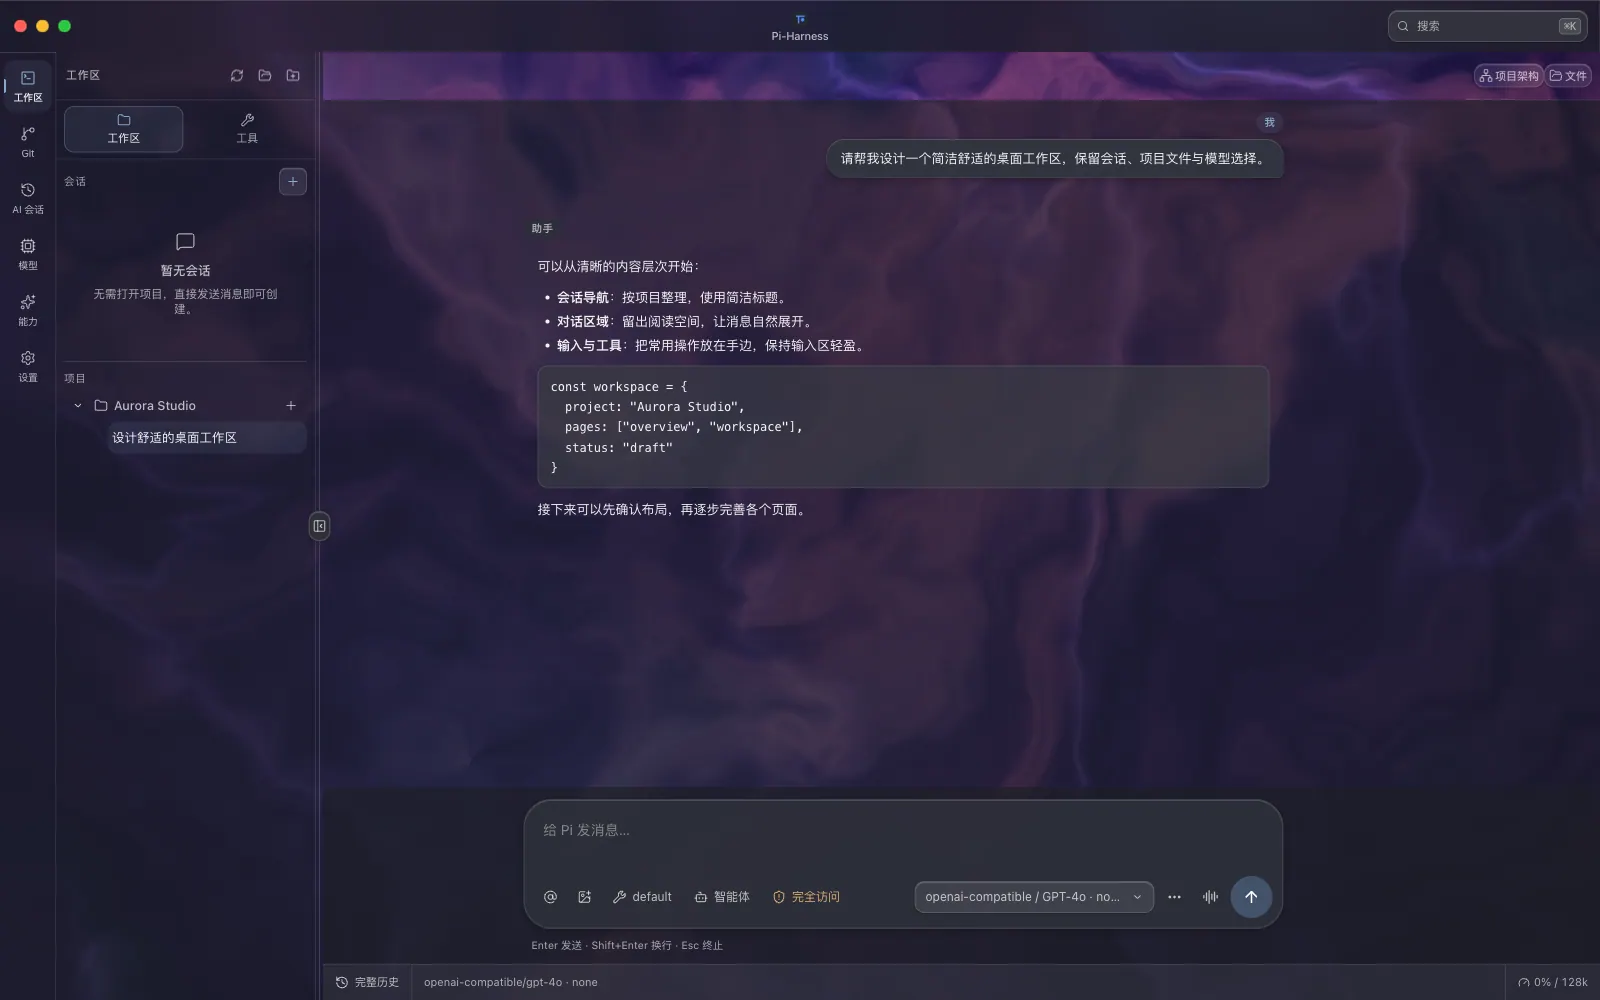 Pi-Harness
搜索
⌘K
工作区
Git
AI 会话
模型
能力
设置
工作区
工作区
工具
会话
暂无会话
无需打开项目，直接发送消息即可创
建。
项目
Aurora Studio
设计舒适的桌面工作区
项目架构
文件
我
请帮我设计一个简洁舒适的桌面工作区，保留会话、项目文件与模型选择。
助手
可以从清晰的内容层次开始：
• 会话导航：按项目整理，使用简洁标题。
• 对话区域：留出阅读空间，让消息自然展开。
• 输入与工具：把常用操作放在手边，保持输入区轻盈。
const workspace = {
  project: "Aurora Studio",
  pages: ["overview", "workspace"],
  status: "draft"
}
接下来可以先确认布局，再逐步完善各个页面。
给 Pi 发消息...
default
智能体
完全访问
openai-compatible / GPT-4o · no...
Enter 发送 · Shift+Enter 换行 · Esc 终止
完整历史
openai-compatible/gpt-4o · none
0% / 128k